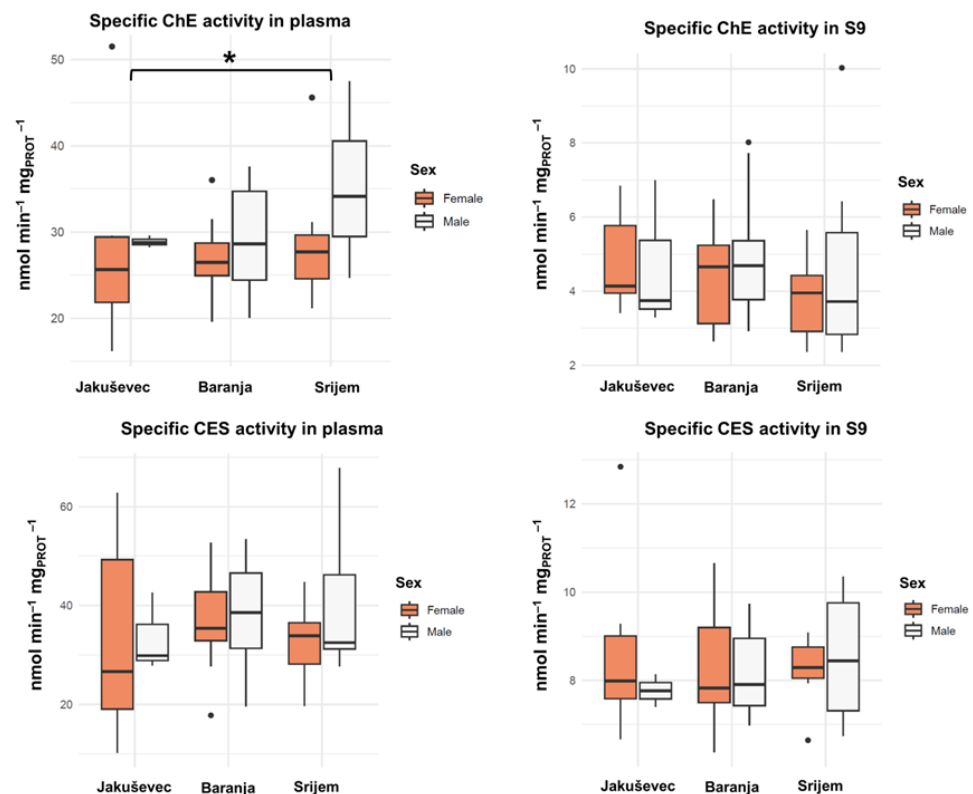 Specific ChE activity in plasma
nmol min⁻¹ mgPROT⁻¹
50
40
30
20
*
Jakuševec Baranja Srijem
Sex
Female
Male
Specific ChE activity in S9
nmol min⁻¹ mgPROT⁻¹
10
8
6
4
2
Jakuševec Baranja Srijem
Sex
Female
Male
Specific CES activity in plasma
nmol min⁻¹ mgPROT⁻¹
60
40
20
Jakuševec Baranja Srijem
Sex
Female
Male
Specific CES activity in S9
nmol min⁻¹ mgPROT⁻¹
12
10
8
Jakuševec Baranja Srijem
Sex
Female
Male